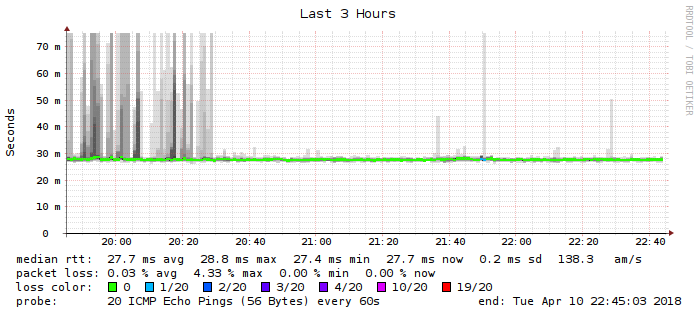 Last 3 Hours
RRDTOOL / TOBI OETIKER
Seconds
70 m
60 m
50 m
40 m
30 m
20 m
10 m
0
20:00 20:20 20:40 21:00 21:20 21:40 22:00 22:20 22:40
median rtt: 27.7 ms avg 28.8 ms max 27.4 ms min 27.7 ms now 0.2 ms sd 138.3 am/s
packet loss: 0.03 % avg 4.33 % max 0.00 % min 0.00 % now
loss color: 0 1/20 2/20 3/20 4/20 10/20 19/20
probe: 20 ICMP Echo Pings (56 Bytes) every 60s end: Tue Apr 10 22:45:03 2018